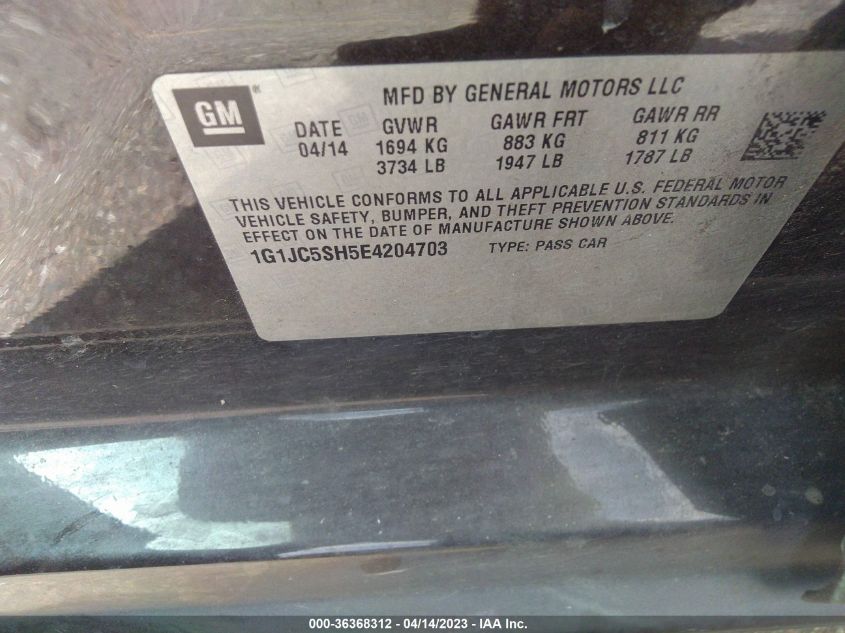 GM®
MFD BY GENERAL MOTORS LLC
DATE GVWR GAWR FRT GAWR RR
04/14 1694 KG 883 KG 811 KG
3734 LB 1947 LB 1787 LB
THIS VEHICLE CONFORMS TO ALL APPLICABLE U.S. FEDERAL MOTOR
VEHICLE SAFETY, BUMPER, AND THEFT PREVENTION STANDARDS IN
EFFECT ON THE DATE OF MANUFACTURE SHOWN ABOVE.
1G1JC5SH5E4204703 TYPE: PASS CAR
000-36368312 - 04/14/2023 - IAA Inc.